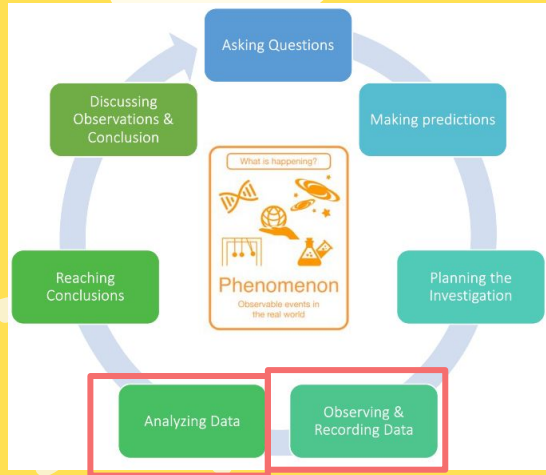 Asking Questions
Making predictions
Planning the
Investigation
Observing &
Recording Data
Analyzing Data
Reaching
Conclusions
Discussing
Observations &
Conclusion
What is happening?
Phenomenon
Observable events in
the real world